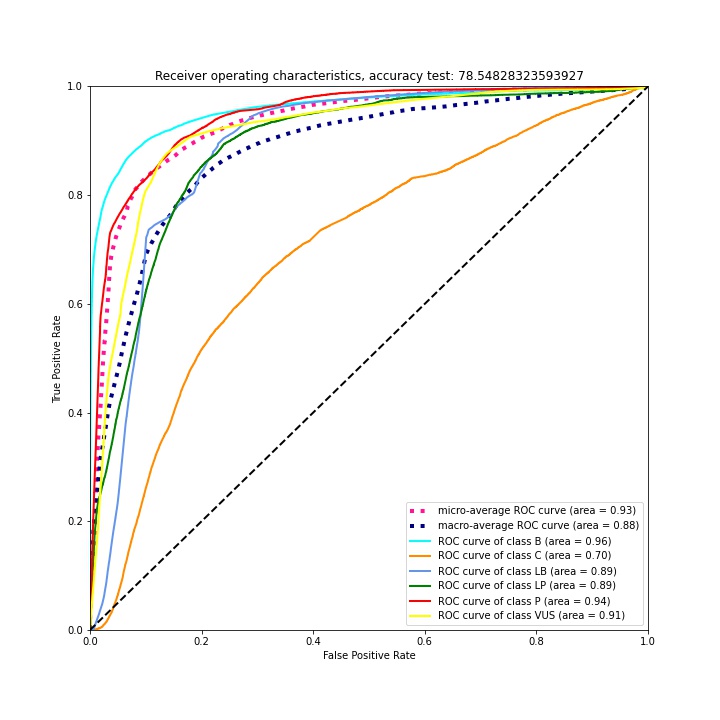 Receiver operating characteristics, accuracy test: 78.54828323593927
1.0
0.8
0.6
0.4
0.2
0.0
True Positive Rate
0.0 0.2 0.4 0.6 0.8 1.0
False Positive Rate
micro-average ROC curve (area = 0.93)
macro-average ROC curve (area = 0.88)
ROC curve of class B (area = 0.96)
ROC curve of class C (area = 0.70)
ROC curve of class LB (area = 0.89)
ROC curve of class LP (area = 0.89)
ROC curve of class P (area = 0.94)
ROC curve of class VUS (area = 0.91)